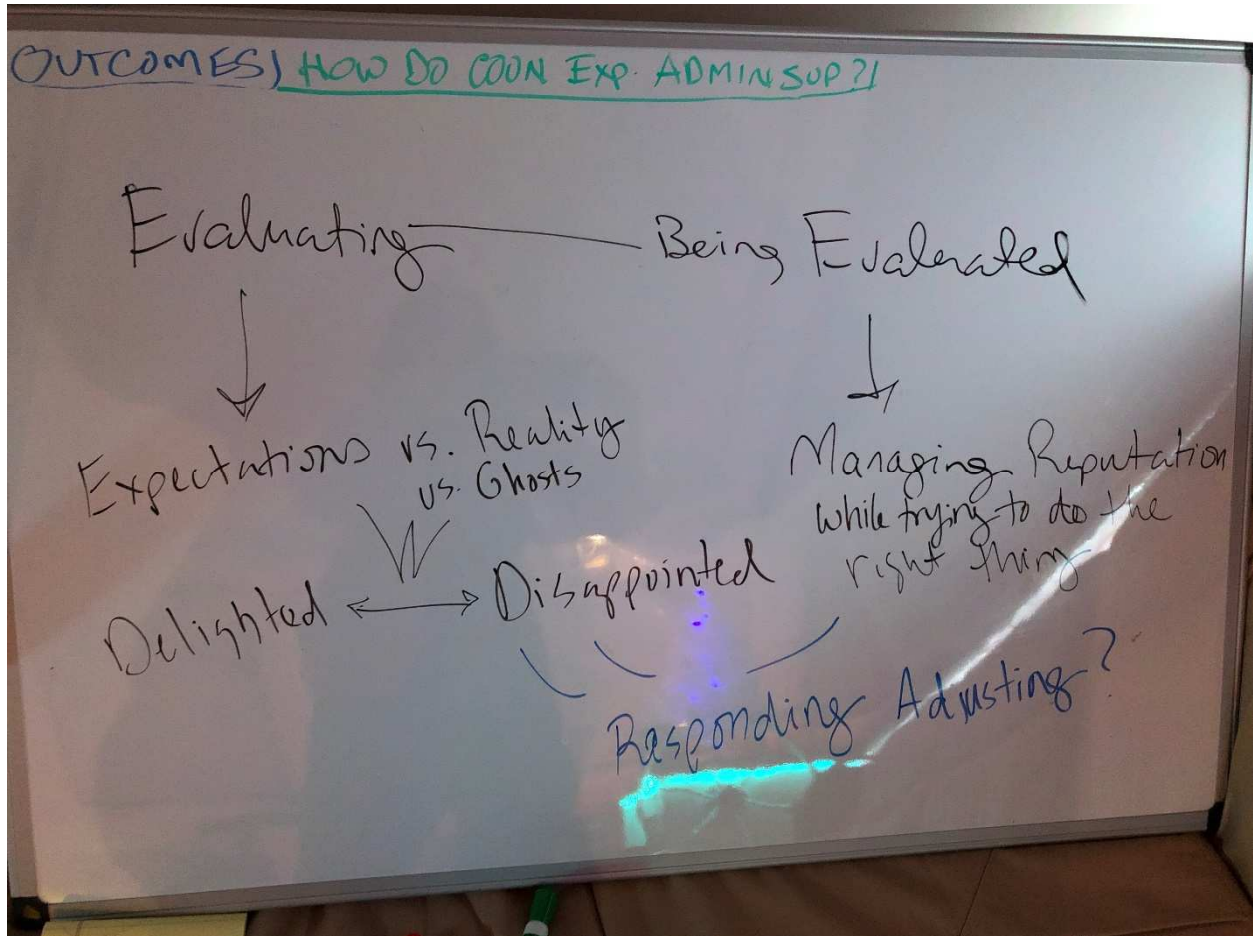 OUTCOMES) HOW DO COUN EXP. ADMIN SUP?!
Evaluating Being Evaluated
Expectations vs. Reality
vs. Ghosts
Managing Reputation
while trying to do the
right thing
Delighted Disappointed
Responding Adjusting?